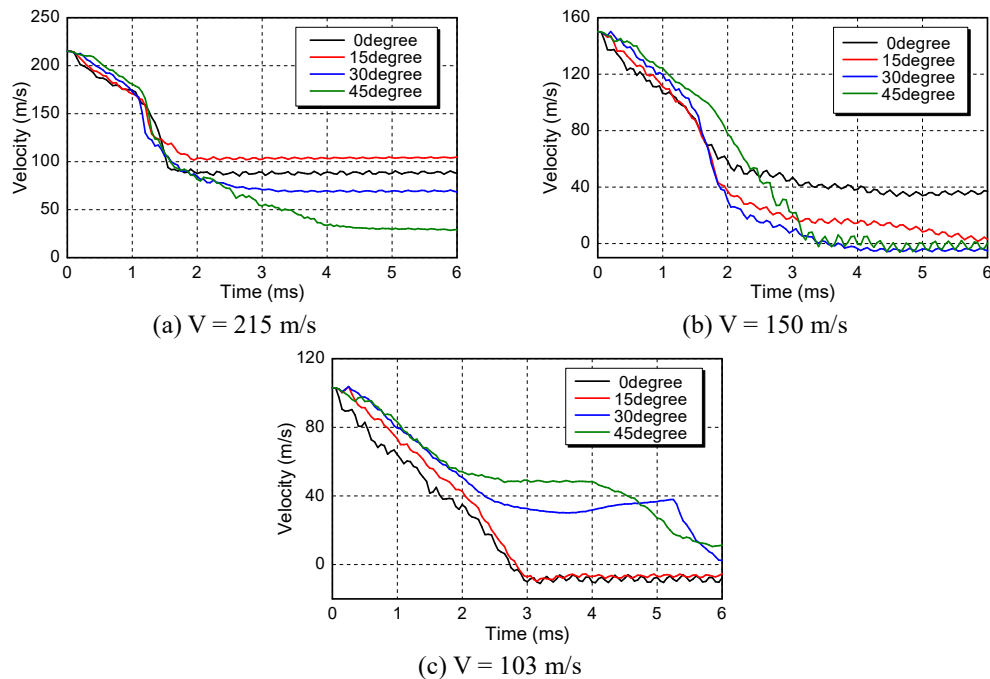 250
200
150
100
50
0
Velocity (m/s)
0degree
15degree
30degree
45degree
0 1 2 3 4 5 6
Time (ms)
(a) V = 215 m/s
160
120
80
40
0
Velocity (m/s)
0degree
15degree
30degree
45degree
0 1 2 3 4 5 6
Time (ms)
(b) V = 150 m/s
120
80
40
0
Velocity (m/s)
0degree
15degree
30degree
45degree
0 1 2 3 4 5 6
Time (ms)
(c) V = 103 m/s